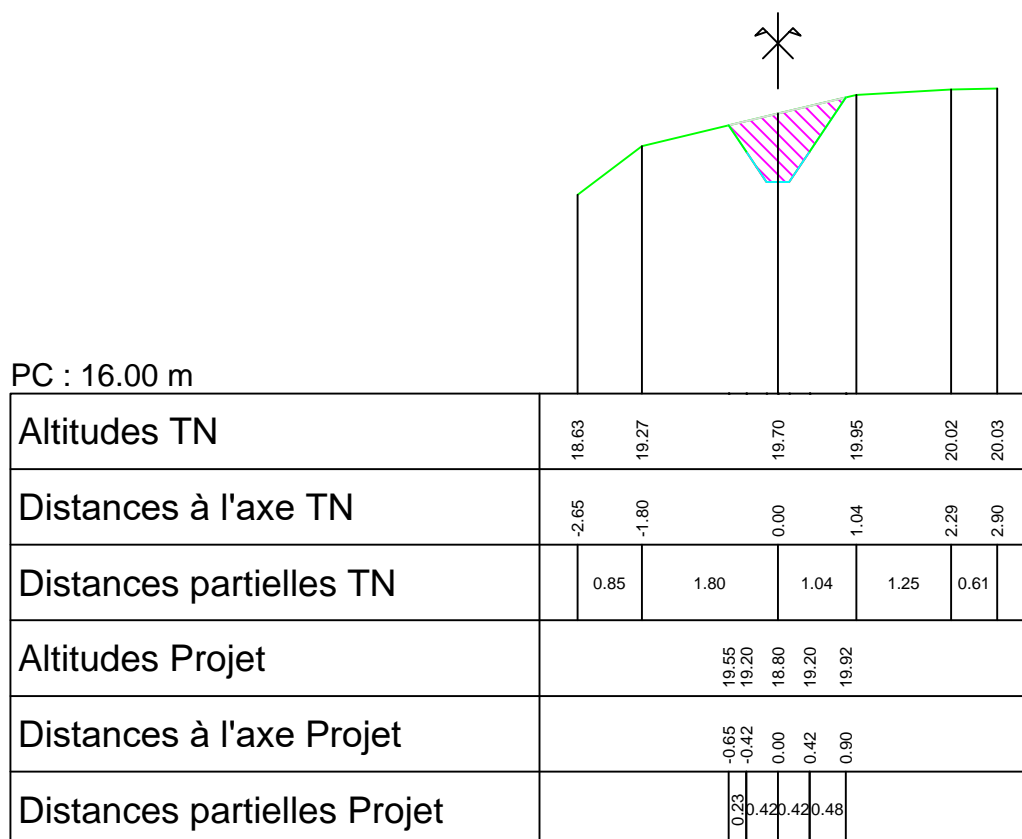 PC : 16.00 m
Altitudes TN 18.63 19.27 19.70 19.95 20.02 20.03
Distances à l'axe TN -2.65 -1.80 0.00 1.04 2.29 2.90
Distances partielles TN 0.85 1.80 1.04 1.25 0.61
Altitudes Projet 19.55 19.20 18.80 19.20 19.92
Distances à l'axe Projet -0.65 -0.42 0.00 0.42 0.90
Distances partielles Projet 0.23 0.42 0.42 0.48